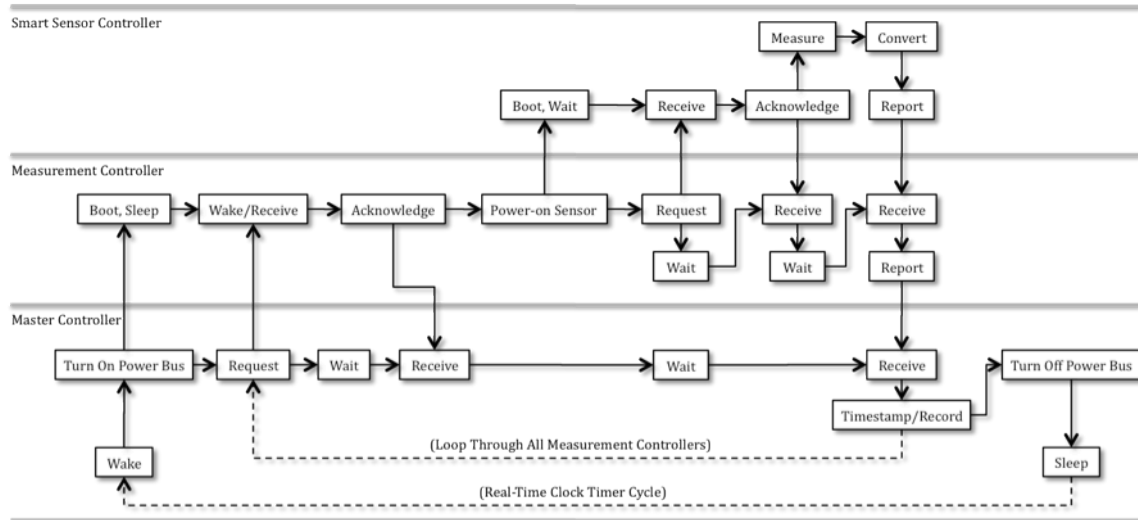 Smart Sensor Controller
Measure
Convert
Boot, Wait
Receive
Acknowledge
Report
Measurement Controller
Boot, Sleep
Wake/Receive
Acknowledge
Power-on Sensor
Request
Receive
Receive
Wait
Wait
Report
Master Controller
Turn On Power Bus
Request
Wait
Receive
Wait
Receive
Turn Off Power Bus
Timestamp/Record
(Loop Through All Measurement Controllers)
Wake
Sleep
(Real-Time Clock Timer Cycle)